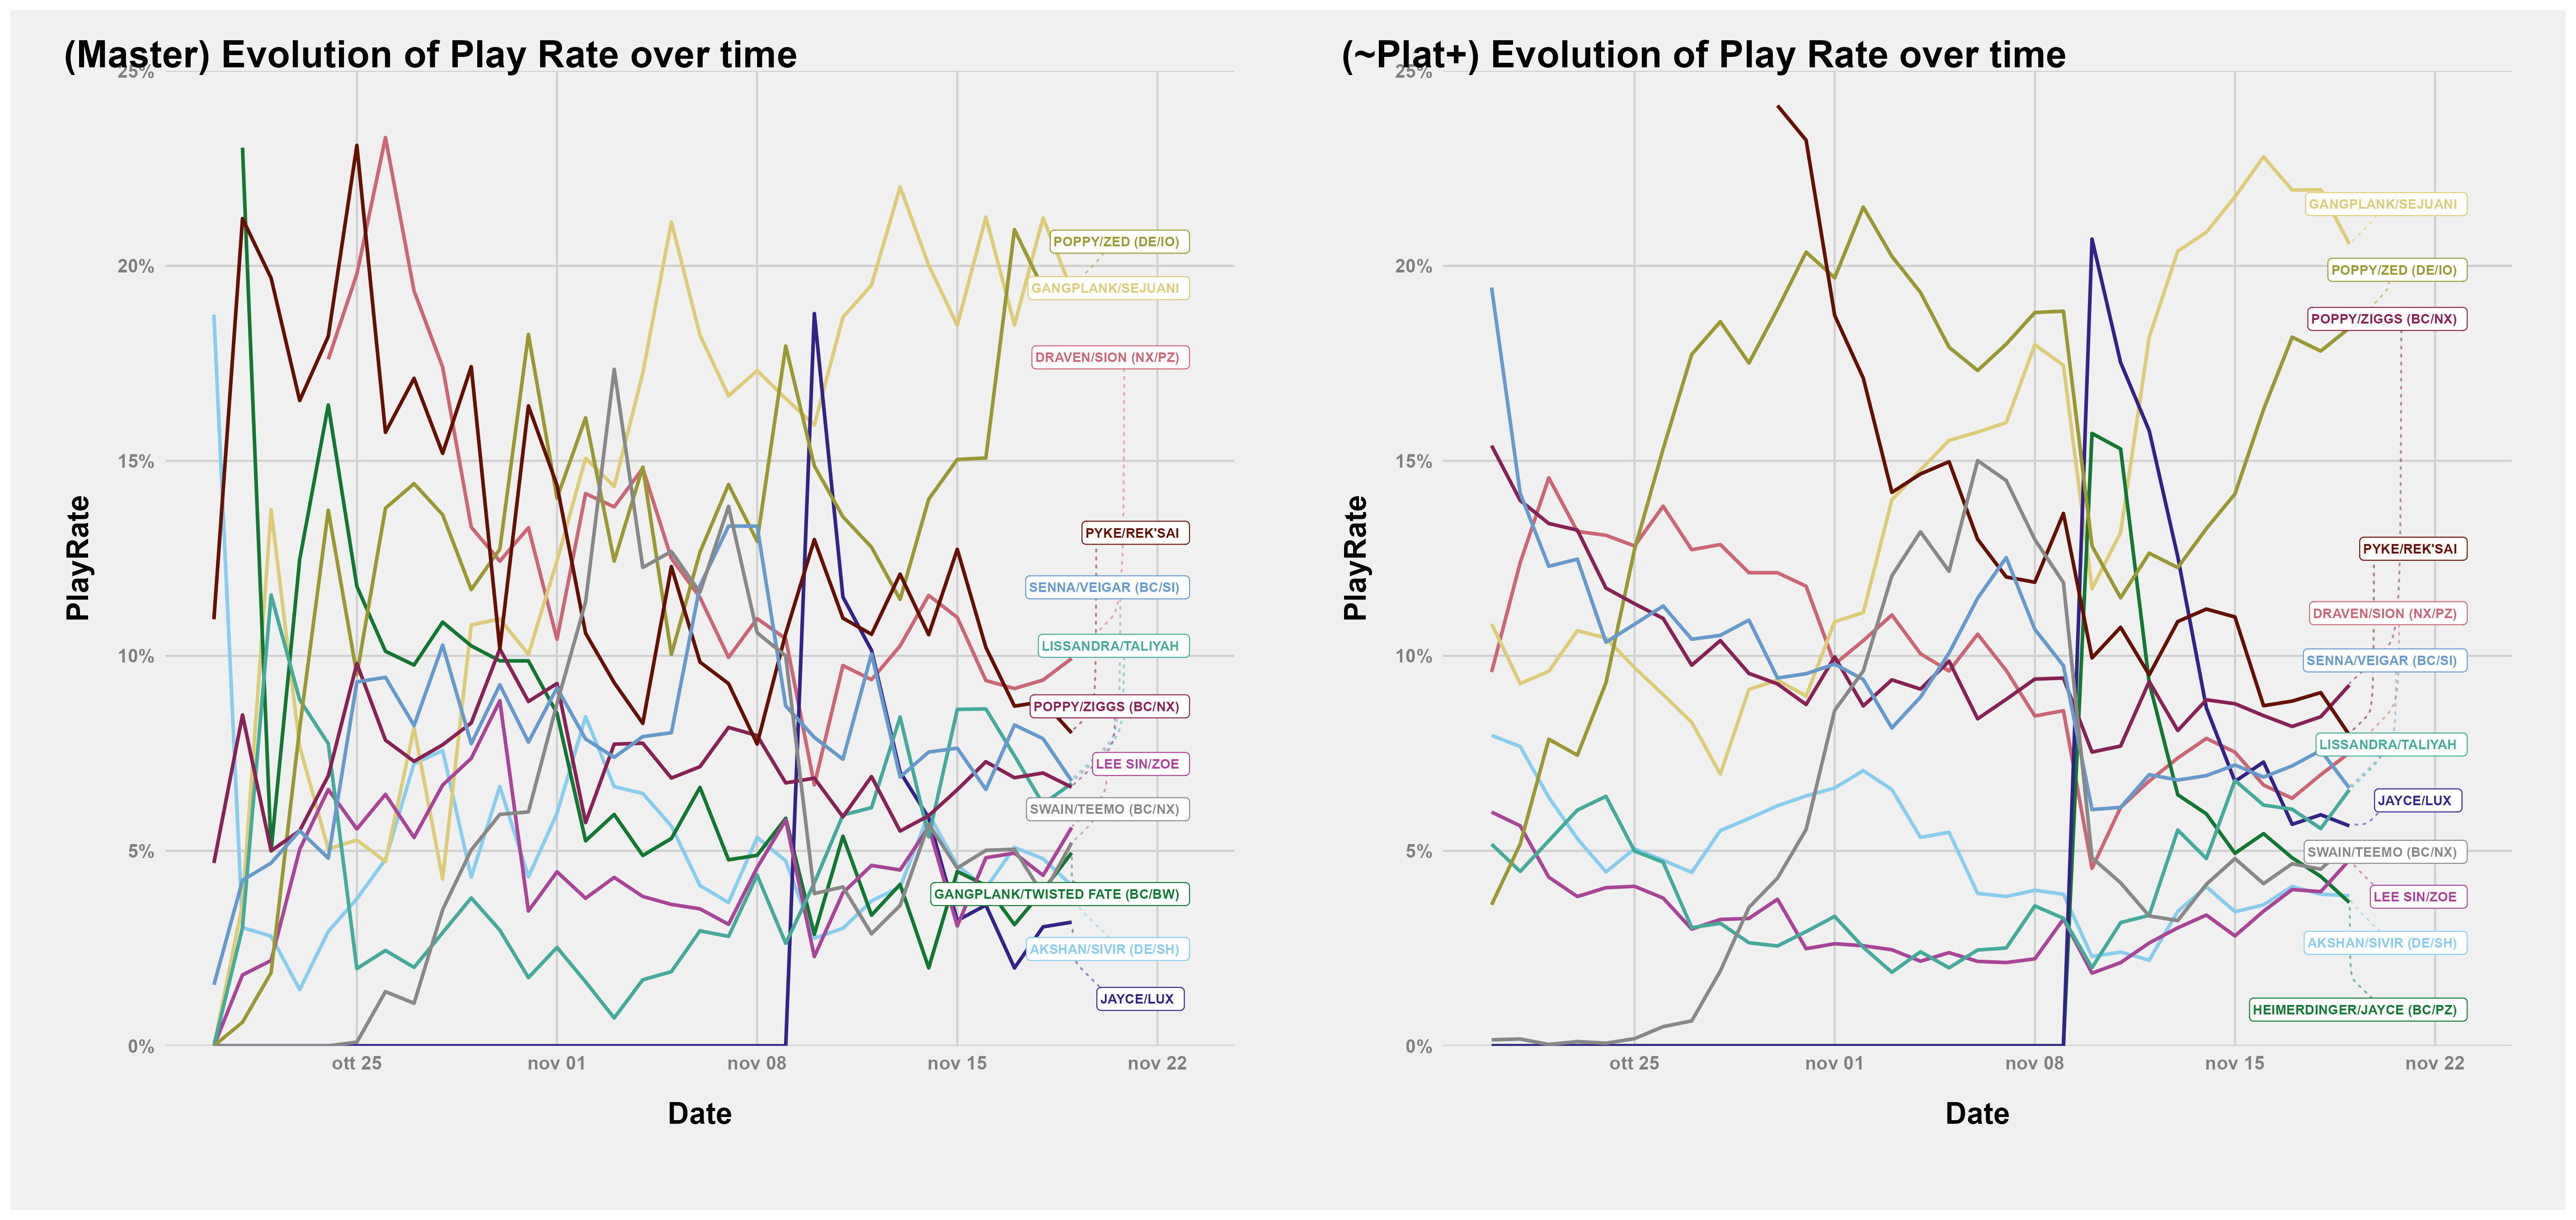 (Master) Evolution of Play Rate over time
25%
20%
15%
10%
5%
0%
PlayRate
ott 25
nov 01
nov 08
nov 15
nov 22
Date
POPPY/ZED (DE/IO)
GANGPLANK/SEJUANI
DRAVEN/SION (NX/PZ)
PYKE/REK'SAI
SENNA/VEIGAR (BC/SI)
LISSANDRA/TALIYAH
POPPY/ZIGGS (BC/NX)
LEE SIN/ZOE
SWAIN/TEEMO (BC/NX)
GANGPLANK/TWISTED FATE (BC/BW)
AKSHAN/SIVIR (DE/SH)
JAYCE/LUX
(~Plat+) Evolution of Play Rate over time
25%
20%
15%
10%
5%
0%
PlayRate
ott 25
nov 01
nov 08
nov 15
nov 22
Date
GANGPLANK/SEJUANI
POPPY/ZED (DE/IO)
POPPY/ZIGGS (BC/NX)
PYKE/REK'SAI
DRAVEN/SION (NX/PZ)
SENNA/VEIGAR (BC/SI)
LISSANDRA/TALIYAH
JAYCE/LUX
SWAIN/TEEMO (BC/NX)
LEE SIN/ZOE
AKSHAN/SIVIR (DE/SH)
HEIMERDINGER/JAYCE (BC/PZ)